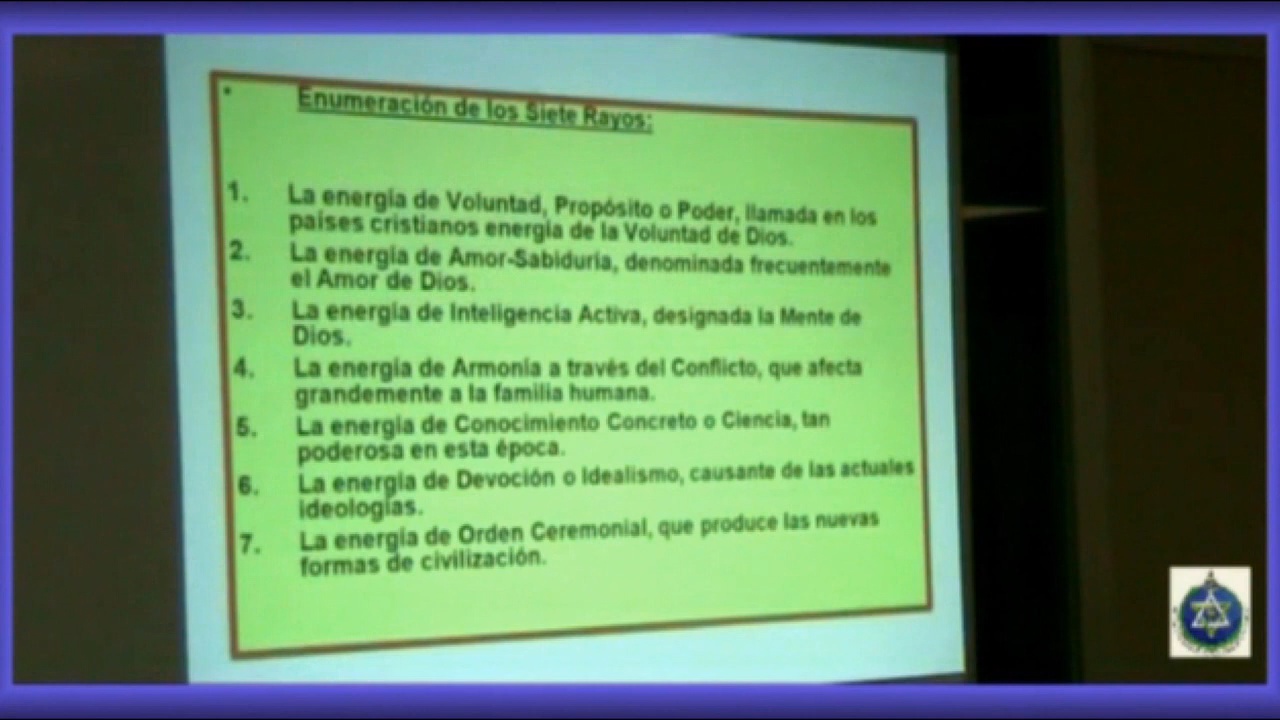 • Enumeración de los Siete Rayos:
1. La energía de Voluntad, Propósito o Poder, llamada en los
países cristianos energía de la Voluntad de Dios.
2. La energía de Amor-Sabiduría, denominada frecuentemente
el Amor de Dios.
3. La energía de Inteligencia Activa, designada la Mente de
Dios.
4. La energía de Armonía a través del Conflicto, que afecta
grandemente a la familia humana.
5. La energía de Conocimiento Concreto o Ciencia, tan
poderosa en esta época.
6. La energía de Devoción o Idealismo, causante de las actuales
ideologías.
7. La energía de Orden Ceremonial, que produce las nuevas
formas de civilización.